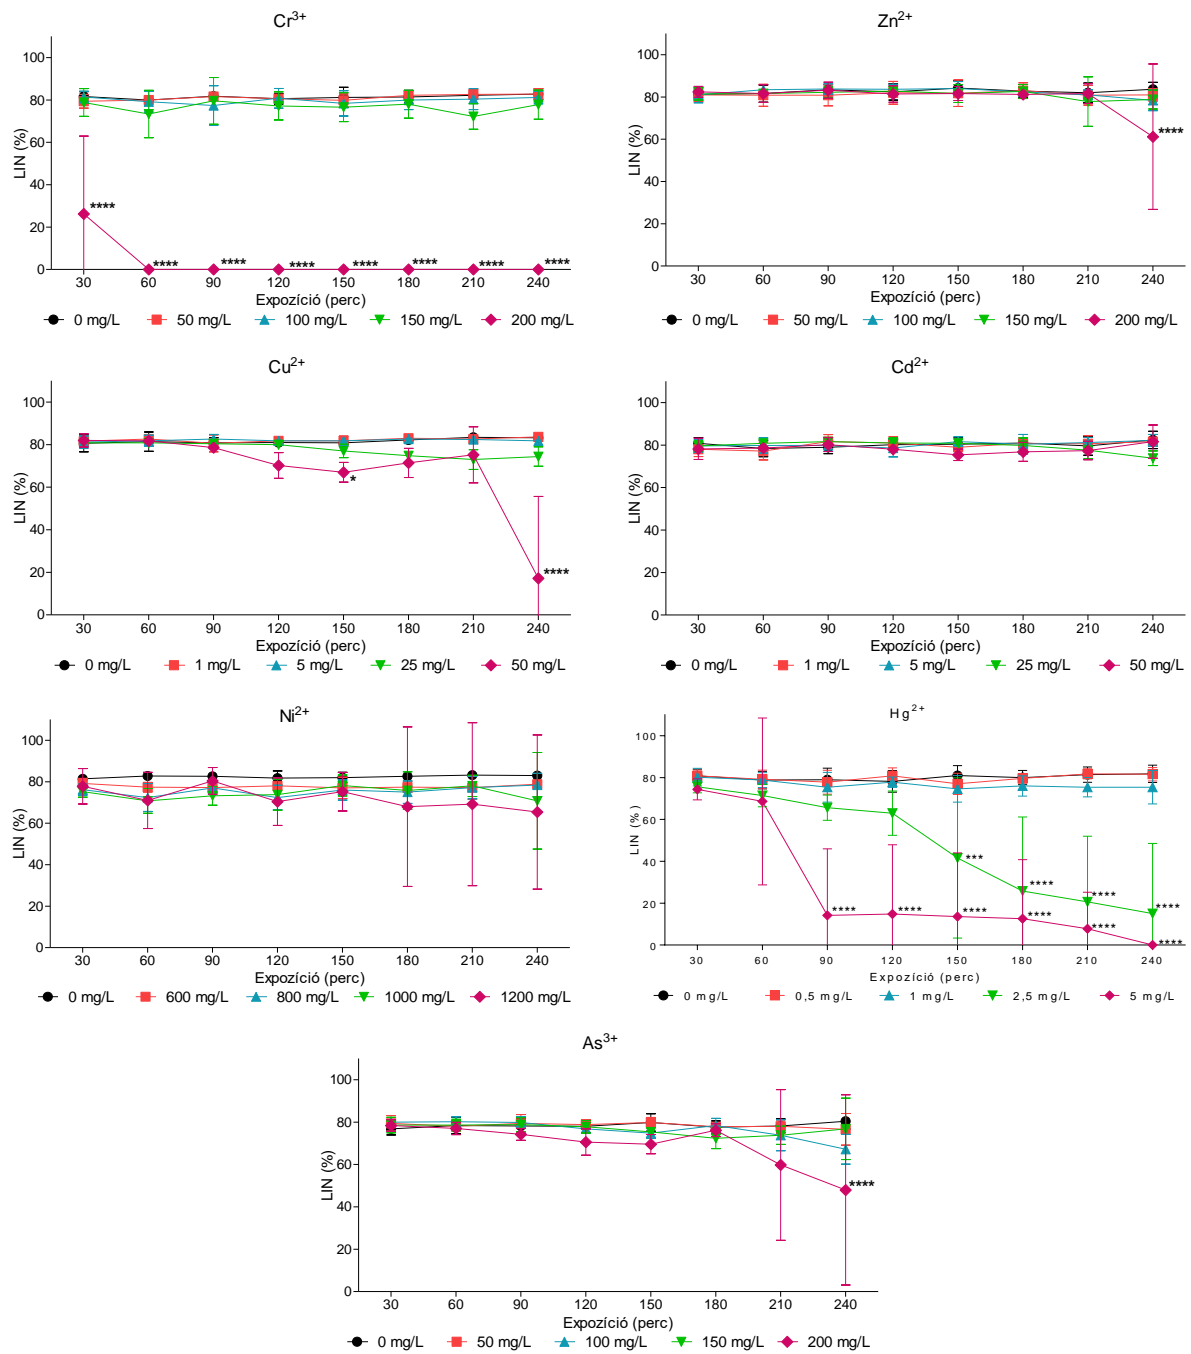 Cr³⁺
LIN (%)
100
80
60
40
20
0
****
****
****
****
****
****
****
****
30 60 90 120 150 180 210 240
Expozíció (perc)
0 mg/L 50 mg/L 100 mg/L 150 mg/L 200 mg/L
Zn²⁺
LIN (%)
100
80
60
40
20
0
****
30 60 90 120 150 180 210 240
Expozíció (perc)
0 mg/L 50 mg/L 100 mg/L 150 mg/L 200 mg/L
Cu²⁺
LIN (%)
100
80
60
40
20
0
*
****
30 60 90 120 150 180 210 240
Expozíció (perc)
0 mg/L 1 mg/L 5 mg/L 25 mg/L 50 mg/L
Cd²⁺
LIN (%)
100
80
60
40
20
0
30 60 90 120 150 180 210 240
Expozíció (perc)
0 mg/L 1 mg/L 5 mg/L 25 mg/L 50 mg/L
Ni²⁺
LIN (%)
100
80
60
40
20
0
30 60 90 120 150 180 210 240
Expozíció (perc)
0 mg/L 600 mg/L 800 mg/L 1000 mg/L 1200 mg/L
Hg²⁺
LIN (%)
100
80
60
40
20
0
***
****
****
****
****
****
****
****
****
****
30 60 90 120 150 180 210 240
Expozíció (perc)
0 mg/L 0,5 mg/L 1 mg/L 2,5 mg/L 5 mg/L
As³⁺
LIN (%)
100
80
60
40
20
0
****
30 60 90 120 150 180 210 240
Expozíció (perc)
0 mg/L 50 mg/L 100 mg/L 150 mg/L 200 mg/L